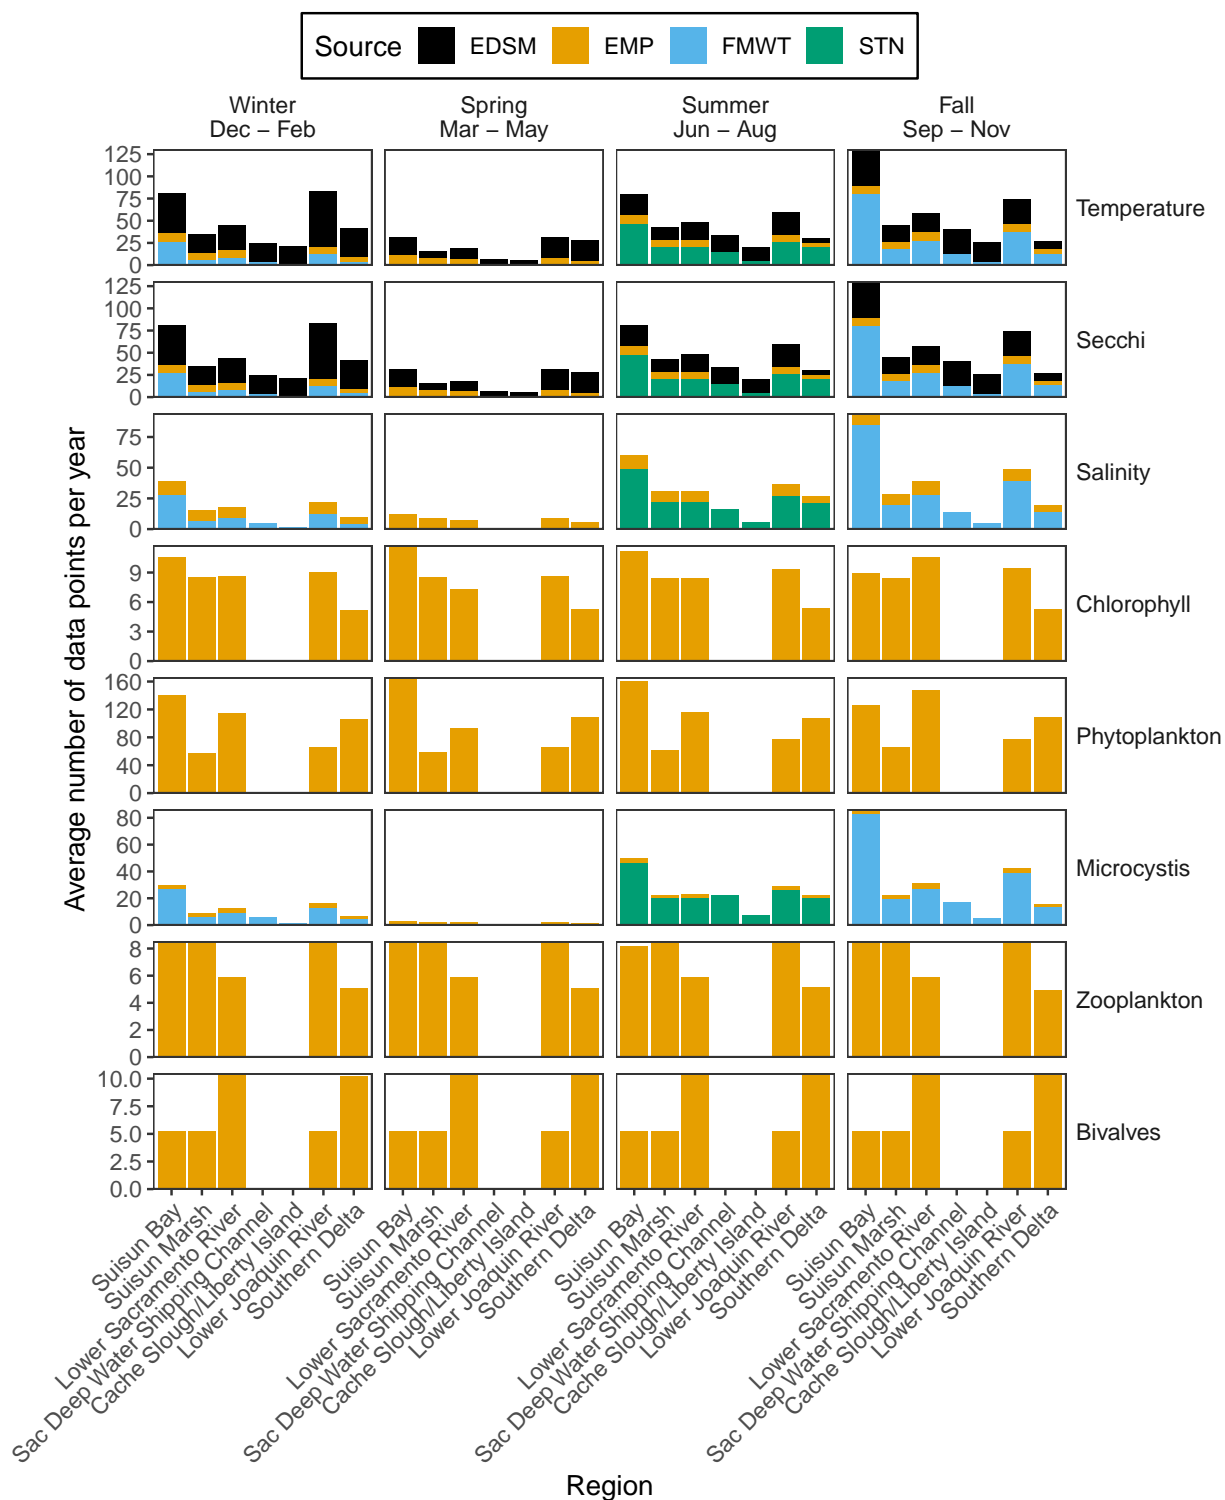 Source EDSM EMP FMWT STN
Winter
Dec − Feb
Spring
Mar − May
Summer
Jun − Aug
Fall
Sep − Nov
125
100
75
50
25
0
Temperature
125
100
75
50
25
0
Secchi
75
50
25
0
Salinity
9
6
3
0
Chlorophyll
160
120
80
40
0
Phytoplankton
80
60
40
20
0
Microcystis
8
6
4
2
0
Zooplankton
10.0
7.5
5.0
2.5
0.0
Bivalves
Average number of data points per year
Suisun Bay
Suisun Marsh
Lower Sacramento River
Sac Deep Water Shipping Channel
Cache Slough/Liberty Island
Lower Joaquin River
Southern Delta
Suisun Bay
Suisun Marsh
Lower Sacramento River
Sac Deep Water Shipping Channel
Cache Slough/Liberty Island
Lower Joaquin River
Southern Delta
Suisun Bay
Suisun Marsh
Lower Sacramento River
Sac Deep Water Shipping Channel
Cache Slough/Liberty Island
Lower Joaquin River
Southern Delta
Suisun Bay
Suisun Marsh
Lower Sacramento River
Sac Deep Water Shipping Channel
Cache Slough/Liberty Island
Lower Joaquin River
Southern Delta
Region